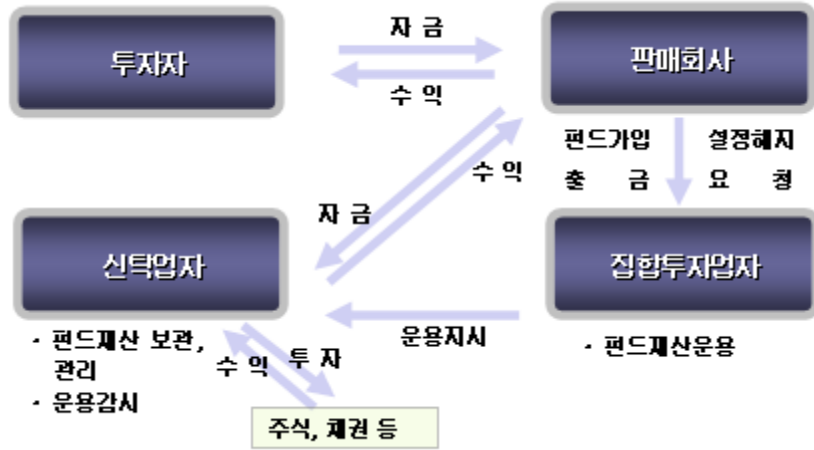 자 금
투자자
판매회사
수 익
펀드가입 설정해지
출 금 요 청
수 익
자 금
신탁업자
집합투자업자
운용지시
· 펀드재산 보관,
관리
· 운용감시
수 익
투 자
· 펀드재산운용
주식, 채권 등